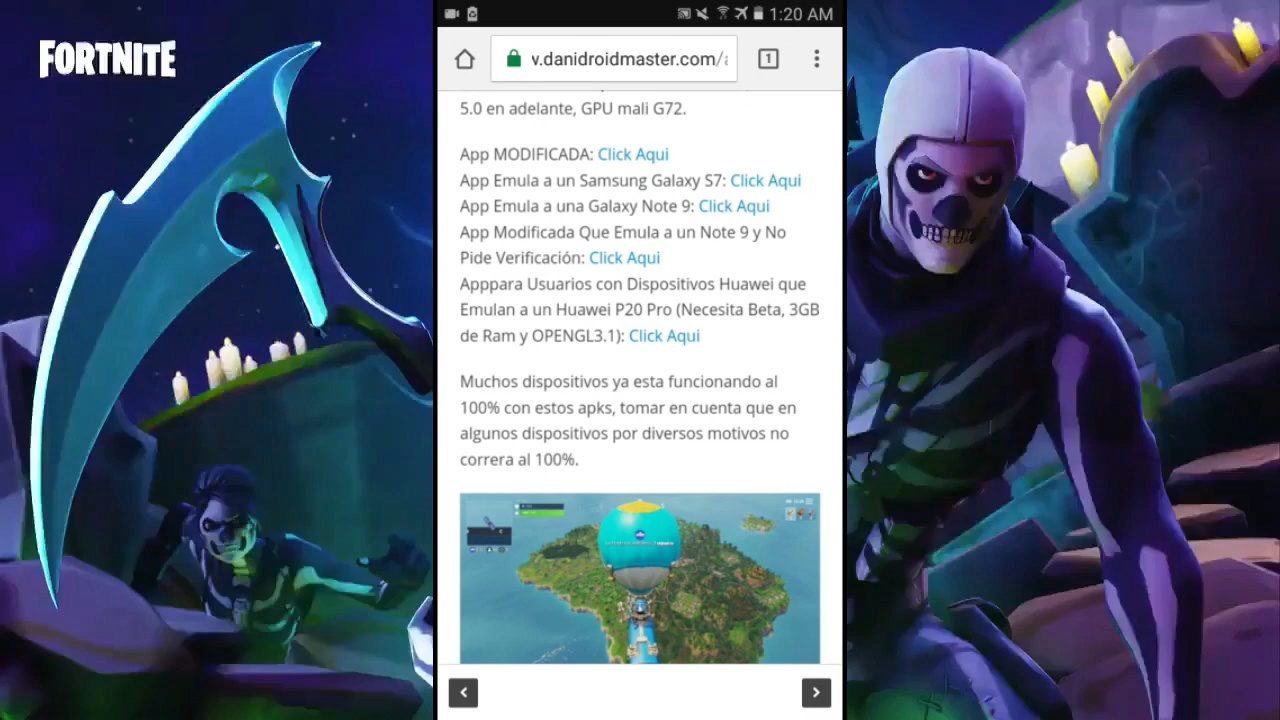 FORTNITE
1:20 AM
v.danidroidmaster.com/a
1
5.0 en adelante, GPU mali G72.
App MODIFICADA: Click Aqui
App Emula a un Samsung Galaxy S7: Click Aqui
App Emula a una Galaxy Note 9: Click Aqui
App Modificada Que Emula a un Note 9 y No
Pide Verificación: Click Aqui
Apppara Usuarios con Dispositivos Huawei que
Emulan a un Huawei P20 Pro (Necesita Beta, 3GB
de Ram y OPENGL3.1): Click Aqui
Muchos dispositivos ya esta funcionando al
100% con estos apks, tomar en cuenta que en
algunos dispositivos por diversos motivos no
correra al 100%.